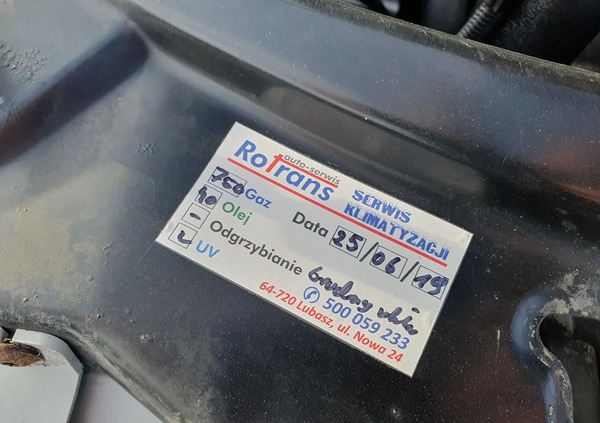 auto-serwis
Rotrans
SERWIS
KLIMATYZACJI
750 Gaz
40 Olej
Data 25/06/19
- Odgrzybianie
UV
500 059 233
64-720 Lubasz, ul. Nowa 24